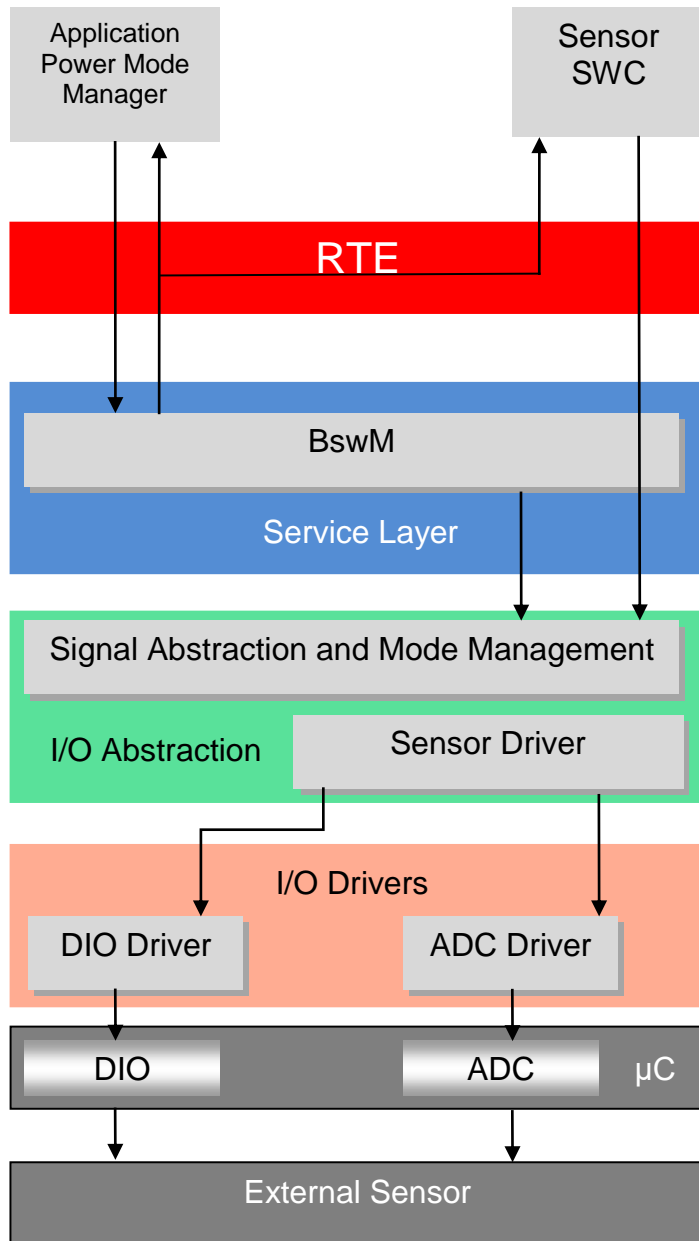 Application
Power Mode
Manager
Sensor
SWC
RTE
BswM
Service Layer
Signal Abstraction and Mode Management
I/O Abstraction
Sensor Driver
I/O Drivers
DIO Driver
ADC Driver
DIO
ADC
µC
External Sensor